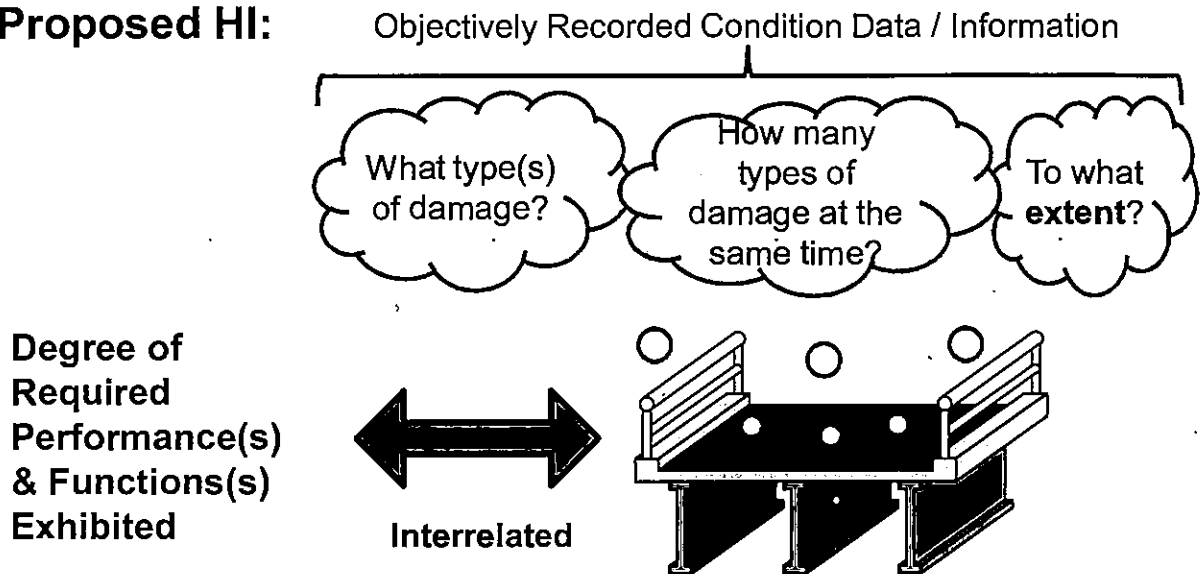 Proposed HI:
Objectively Recorded Condition Data / Information
What type(s)
of damage?
How many
types of
damage at the
same time?
To what
extent?
Degree of
Required
Performance(s)
& Functions(s)
Exhibited
Interrelated